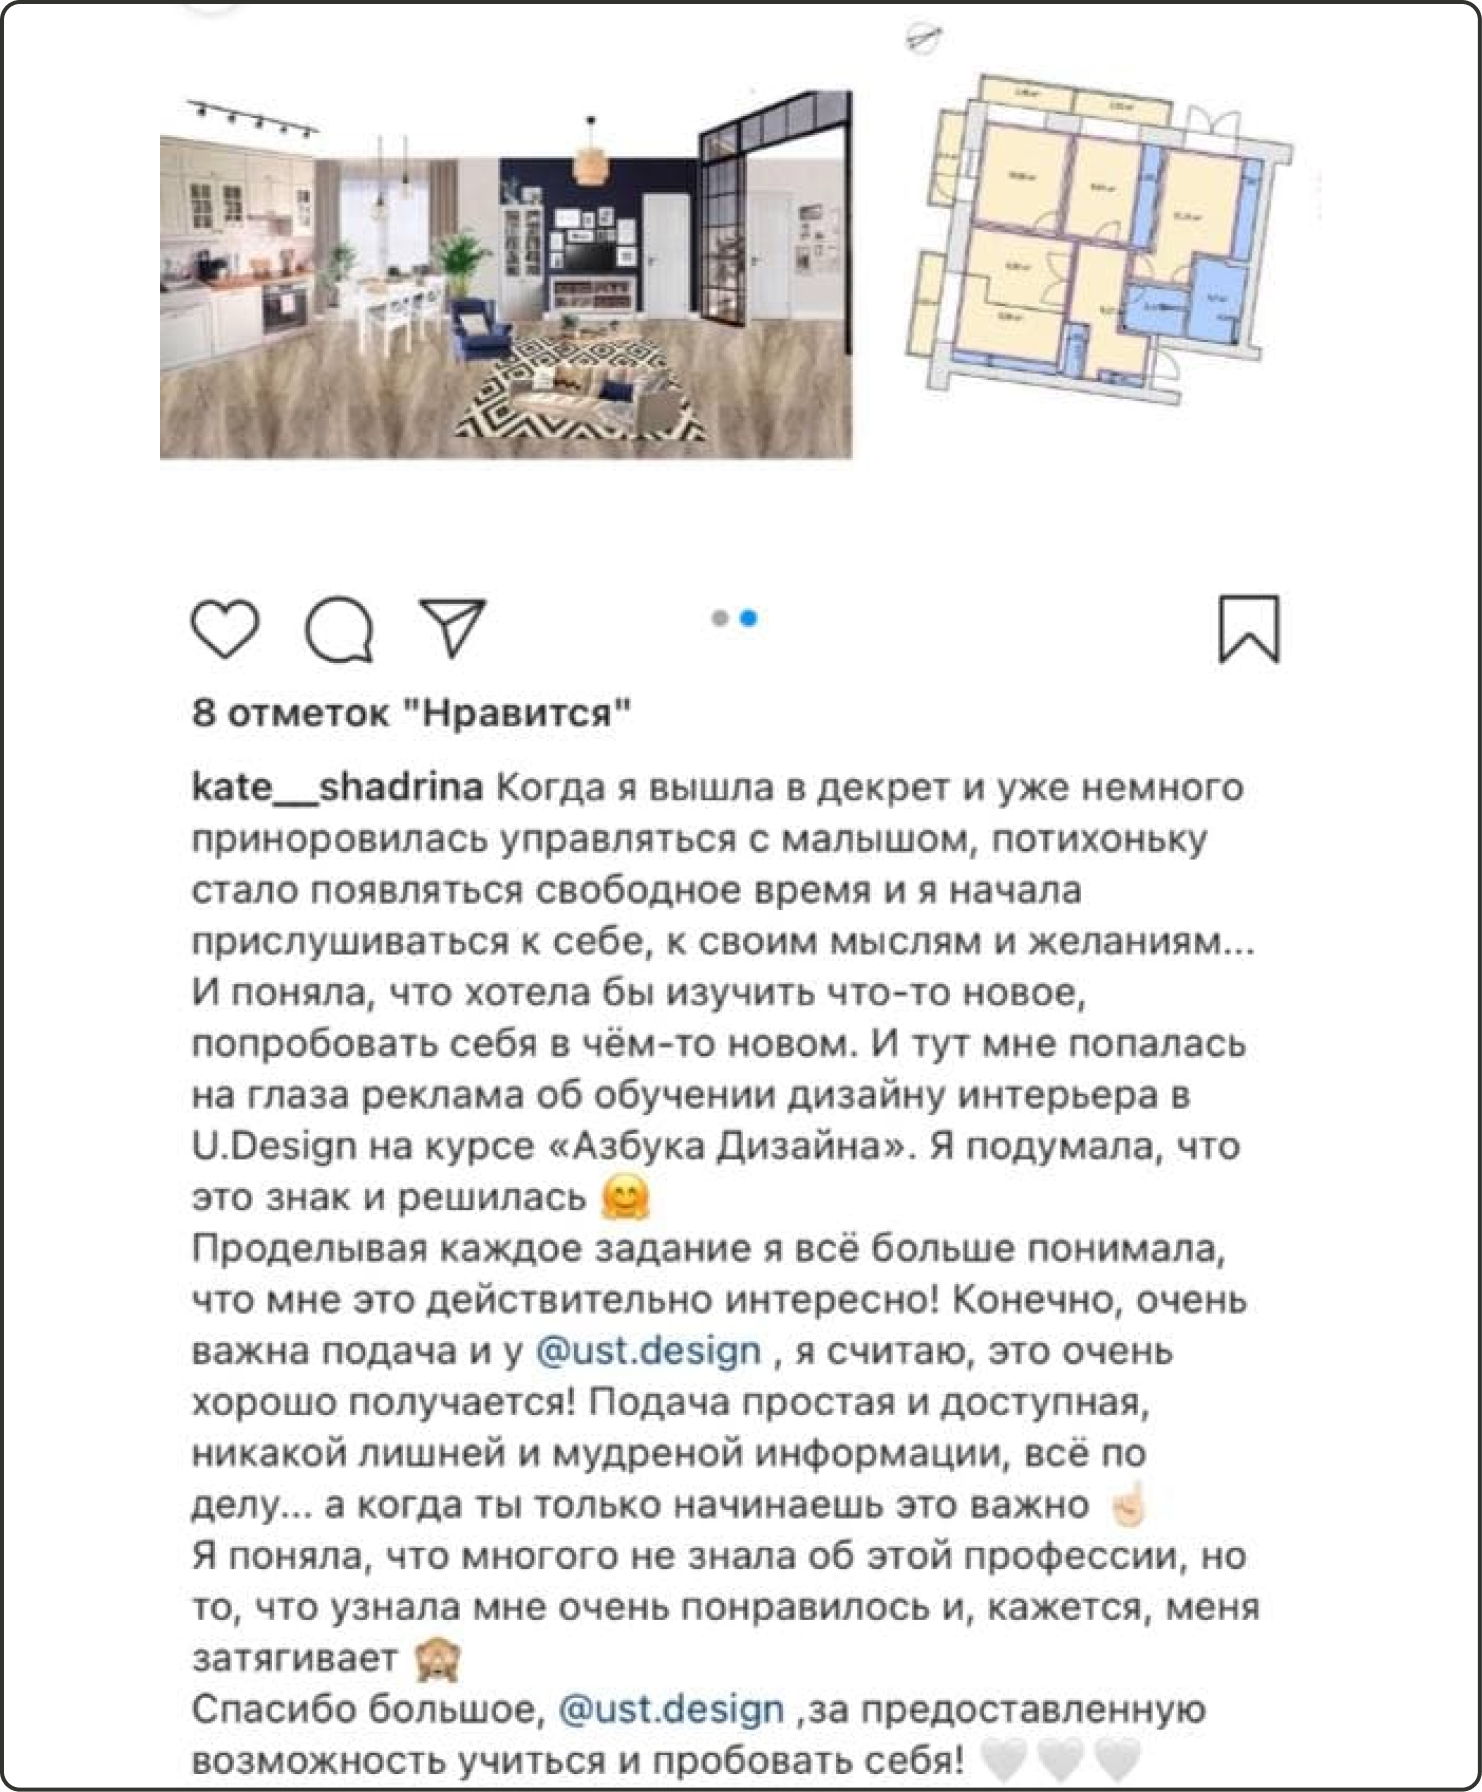 8 отметок "Нравится"
kate__shadrina Когда я вышла в декрет и уже немного
приноровилась управляться с малышом, потихоньку
стало появляться свободное время и я начала
прислушиваться к себе, к своим мыслям и желаниям...
И поняла, что хотела бы изучить что-то новое,
попробовать себя в чём-то новом. И тут мне попалась
на глаза реклама об обучении дизайну интерьера в
U.Design на курсе «Азбука Дизайна». Я подумала, что
это знак и решилась 🤗
Проделывая каждое задание я всё больше понимала,
что мне это действительно интересно! Конечно, очень
важна подача и у @ust.design , я считаю, это очень
хорошо получается! Подача простая и доступная,
никакой лишней и мудреной информации, всё по
делу... а когда ты только начинаешь это важно ☝🏻
Я поняла, что многого не знала об этой профессии, но
то, что узнала мне очень понравилось и, кажется, меня
затягивает 🙈
Спасибо большое, @ust.design ,за предоставленную
возможность учиться и пробовать себя! 🤍🤍🤍